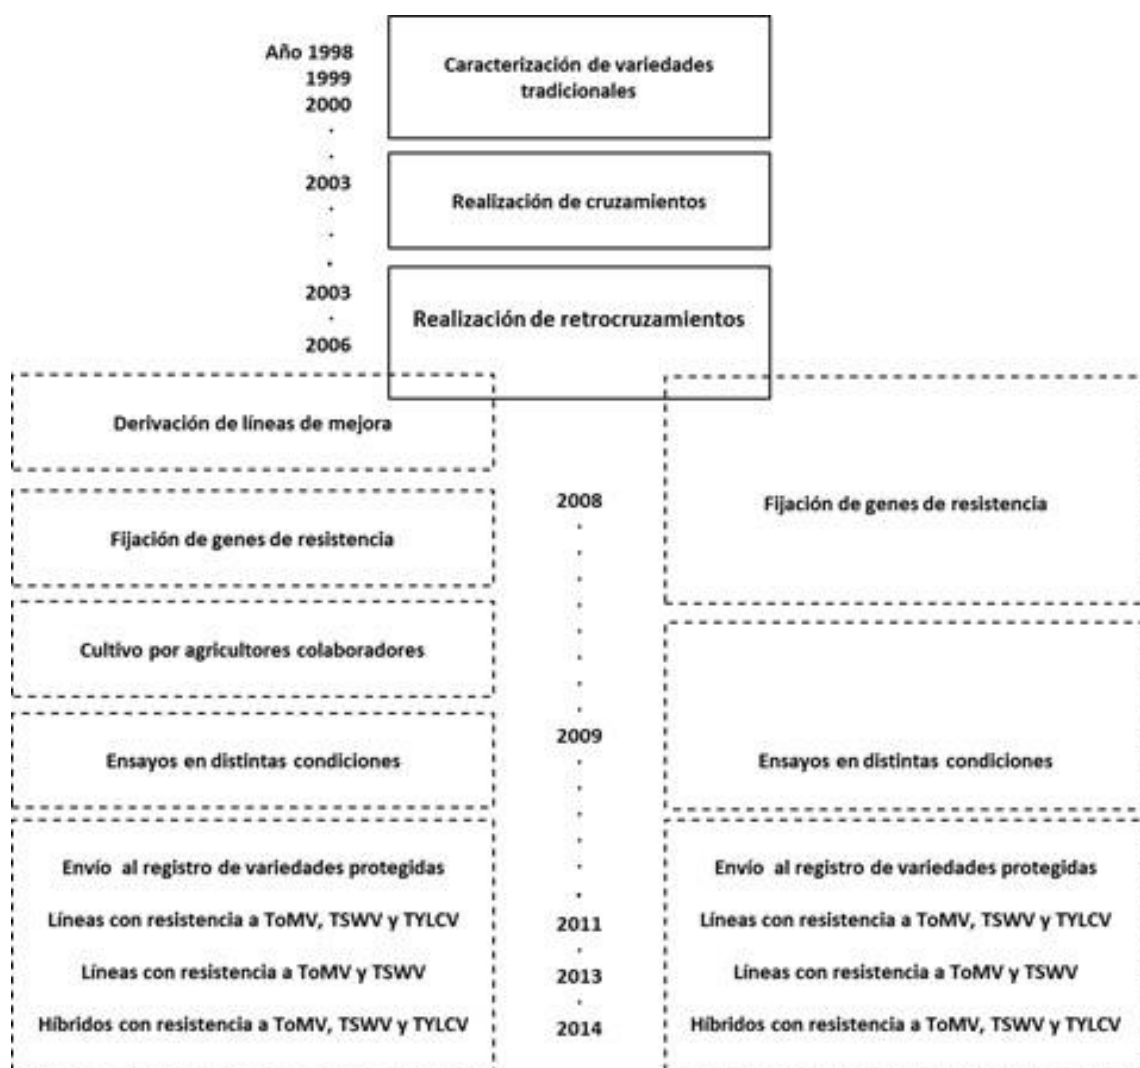 Año 1998
1999
2000
Caracterización de variedades
tradicionales
2003
Realización de cruzamientos
2003
2006
Realización de retrocruzamientos
Derivación de líneas de mejora
Fijación de genes de resistencia
Cultivo por agricultores colaboradores
Ensayos en distintas condiciones
Envío al registro de variedades protegidas
Líneas con resistencia a ToMV, TSWV y TYLCV
Líneas con resistencia a ToMV y TSWV
Híbridos con resistencia a ToMV, TSWV y TYLCV
2008
2009
2011
2013
2014
Fijación de genes de resistencia
Ensayos en distintas condiciones
Envío al registro de variedades protegidas
Líneas con resistencia a ToMV, TSWV y TYLCV
Líneas con resistencia a ToMV y TSWV
Híbridos con resistencia a ToMV, TSWV y TYLCV